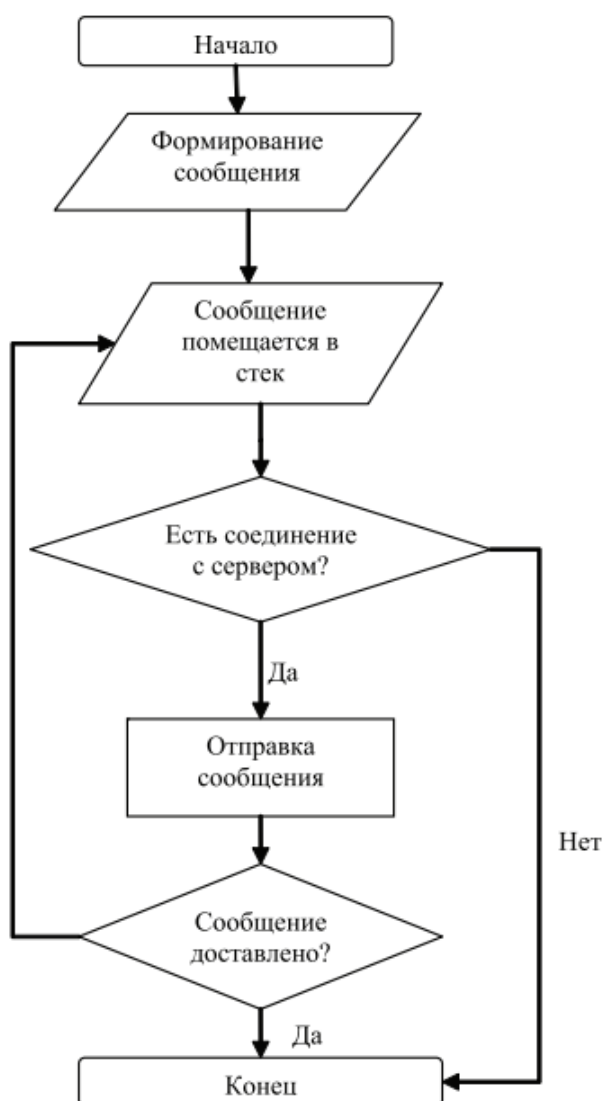 Начало
Формирование
сообщения
Сообщение
помещается в
стек
Есть соединение
с сервером?
Да
Отправка
сообщения
Нет
Сообщение
доставлено?
Да
Конец